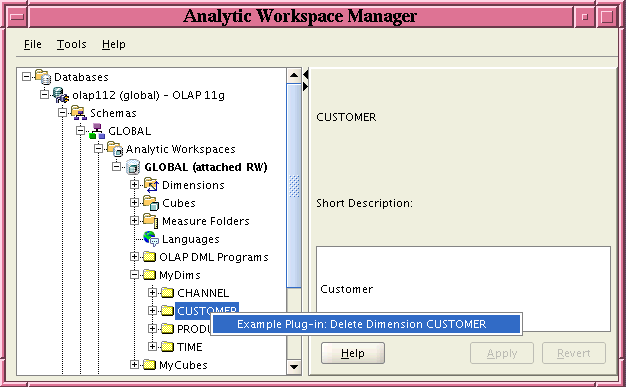 Analytic Workspace Manager
File Tools Help
Databases
olap112 (global) - OLAP 11g
Schemas
GLOBAL
Analytic Workspaces
GLOBAL (attached RW)
Dimensions
Cubes
Measure Folders
Languages
OLAP DML Programs
MyDims
CHANNEL
CUSTOMER
Example Plug-in: Delete Dimension CUSTOMER
PRODU
TIME
MyCubes
CUSTOMER
Short Description:
Customer
Help Apply Revert